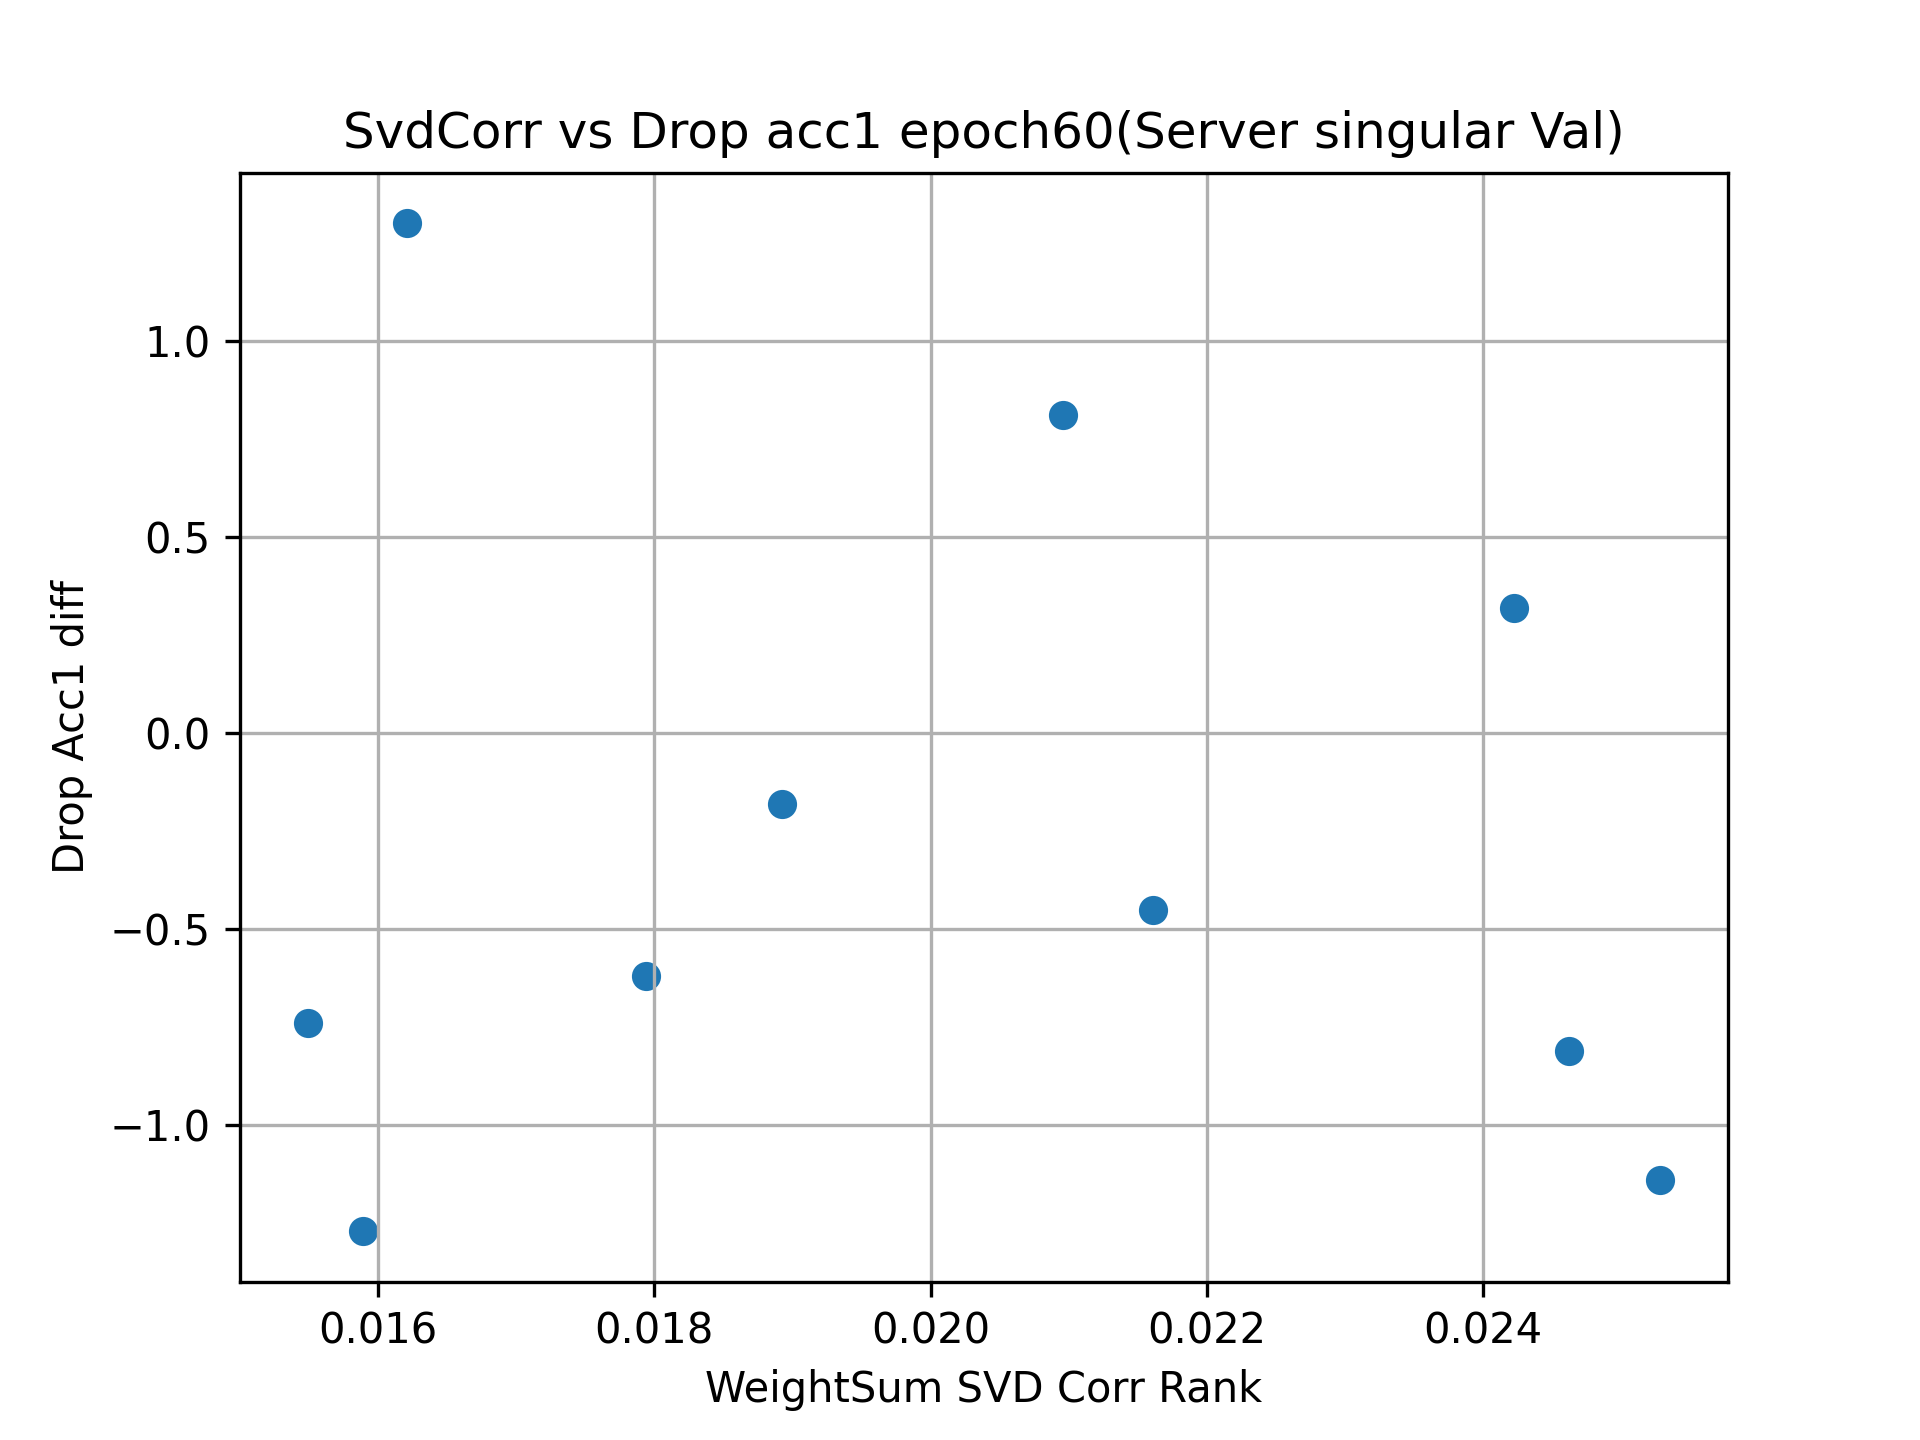 SvdCorr vs Drop acc1 epoch60(Server singular Val)
Drop Acc1 diff
1.0
0.5
0.0
−0.5
−1.0
0.016 0.018 0.020 0.022 0.024
WeightSum SVD Corr Rank